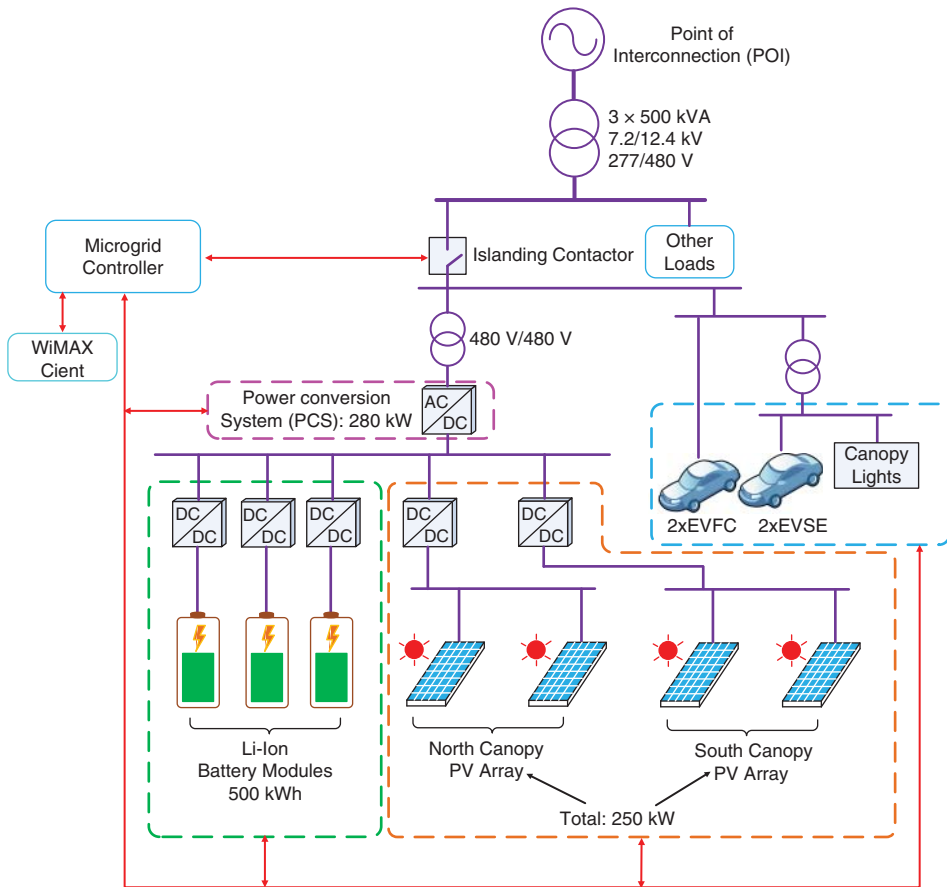 Point of
Interconnection (POI)
3 × 500 kVA
7.2/12.4 kV
277/480 V
Microgrid
Controller
Islanding Contactor
Other
Loads
WiMAX
Cient
480 V/480 V
Power conversion
System (PCS): 280 kW
AC
DC
Canopy
Lights
2xEVFC
2xEVSE
DC
DC
DC
DC
DC
DC
DC
DC
DC
DC
Li-Ion
Battery Modules
500 kWh
North Canopy
PV Array
South Canopy
PV Array
Total: 250 kW